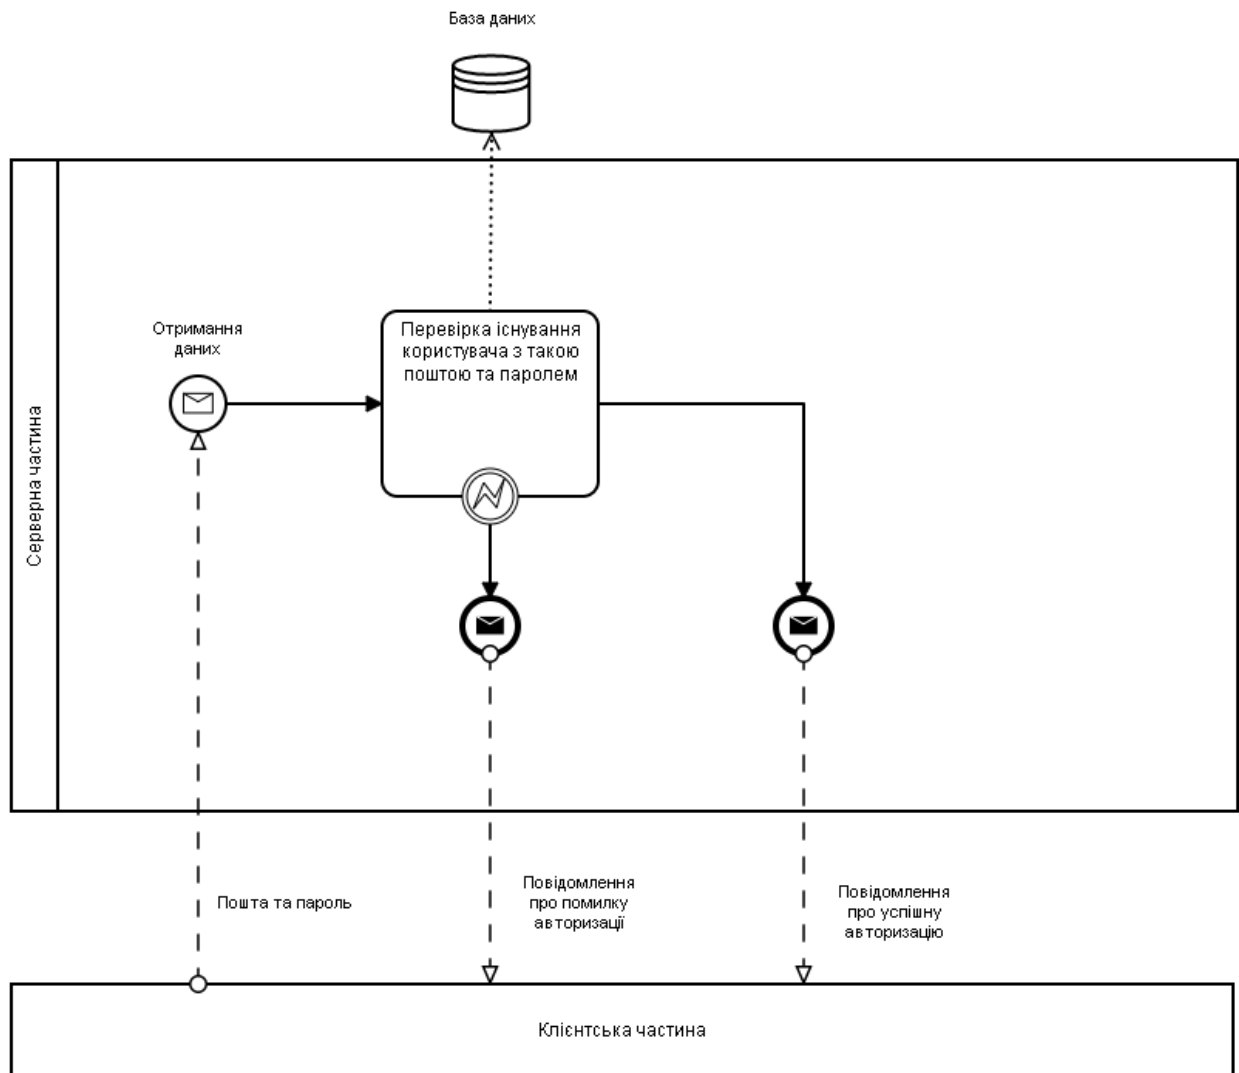 База даних
Отримання
даних
Перевірка існування
користувача з такою
поштою та паролем
Серверна частина
Пошта та пароль
Повідомлення
про помилку
авторизації
Повідомлення
про успішну
авторизацію
Клієнтська частина